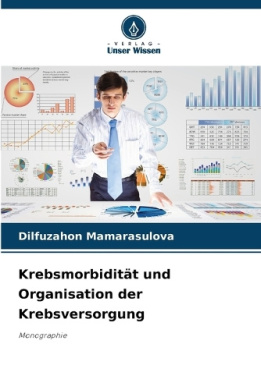 VERLAG
Unser Wissen
Dilfuzahon Mamarasulova
Krebsmorbidität und
Organisation der
Krebsversorgung
Monographie